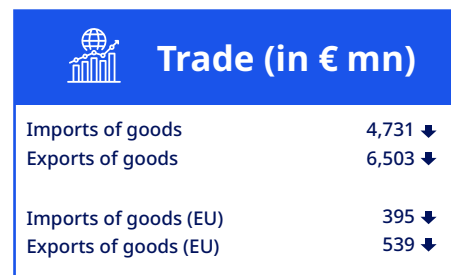 Trade (in € mn)
Imports of goods 4,731 🡇
Exports of goods 6,503 🡇
Imports of goods (EU) 395 🡇
Exports of goods (EU) 539 🡇